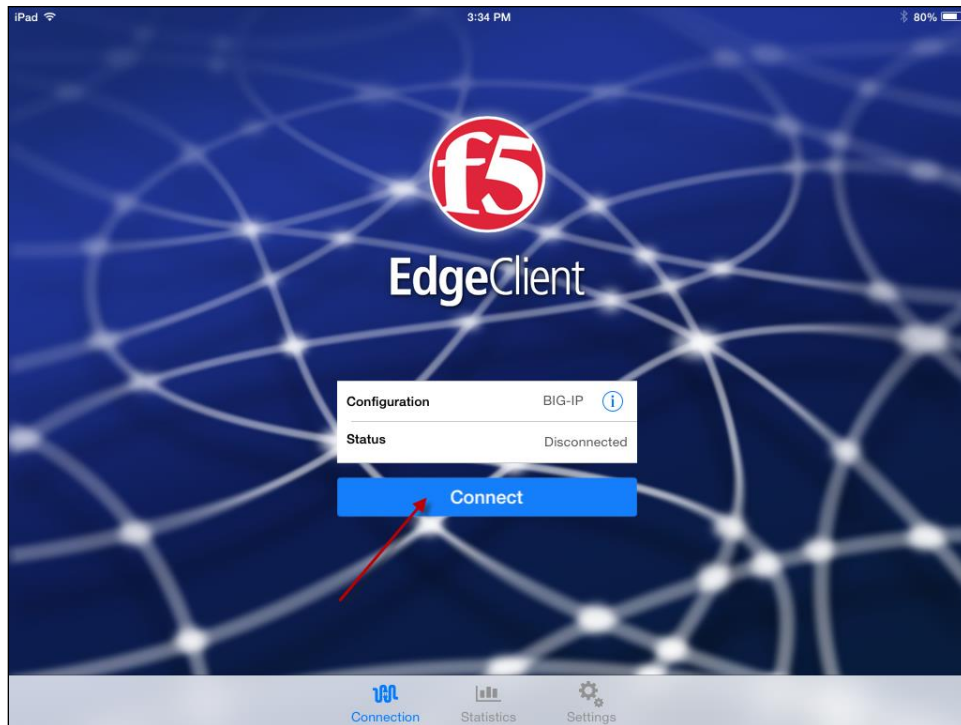 iPad 3:34 PM 80%
f5
EdgeClient
Configuration BIG-IP i
Status Disconnected
Connect
Connection Statistics Settings